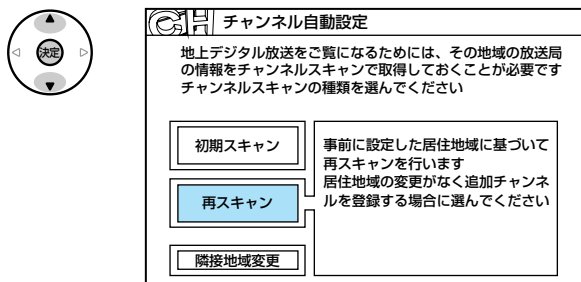 決定
CH チャンネル自動設定
地上デジタル放送をご覧になるためには、その地域の放送局
の情報をチャンネルスキャンで取得しておくことが必要です
チャンネルスキャンの種類を選んでください
初期スキャン
再スキャン
隣接地域変更
事前に設定した居住地域に基づいて
再スキャンを行います
居住地域の変更がなく追加チャンネ
ルを登録する場合に選んでください